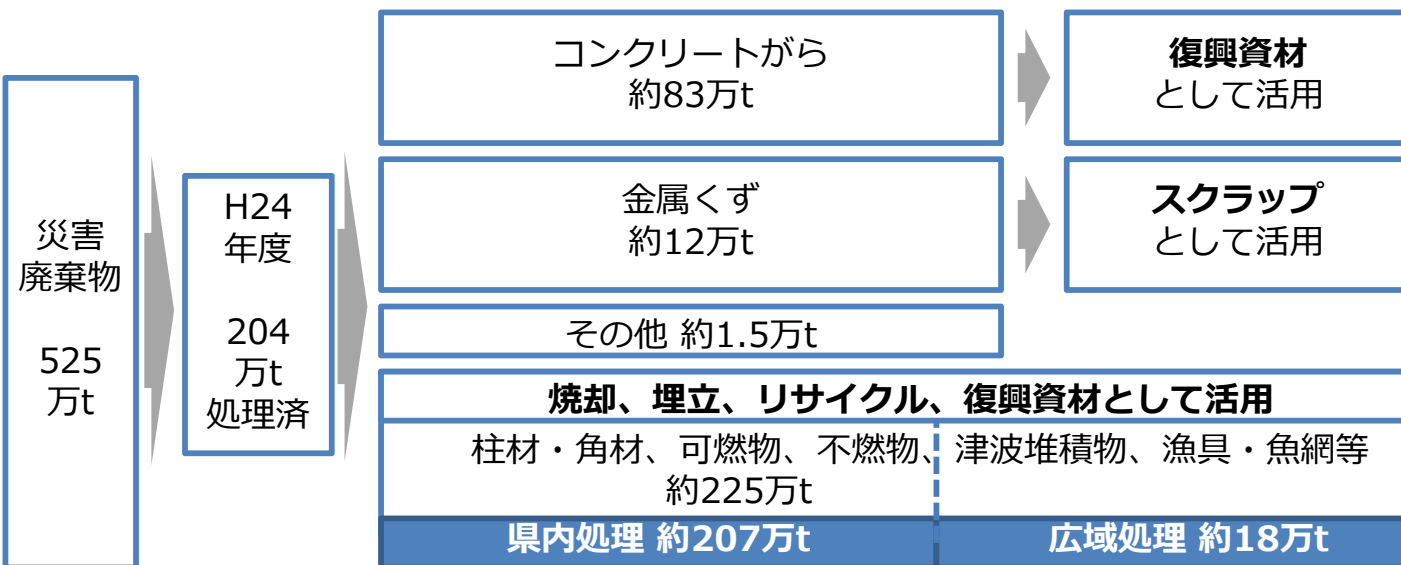 災害
廃棄物
525
万t
H24
年度
204
万t
処理済
コンクリートがら
約83万t
復興資材
として活用
金属くず
約12万t
スクラップ
として活用
その他 約1.5万t
焼却、埋立、リサイクル、復興資材として活用
柱材・角材、可燃物、不燃物、津波堆積物、漁具・魚網等
約225万t
県内処理 約207万t
広域処理 約18万t